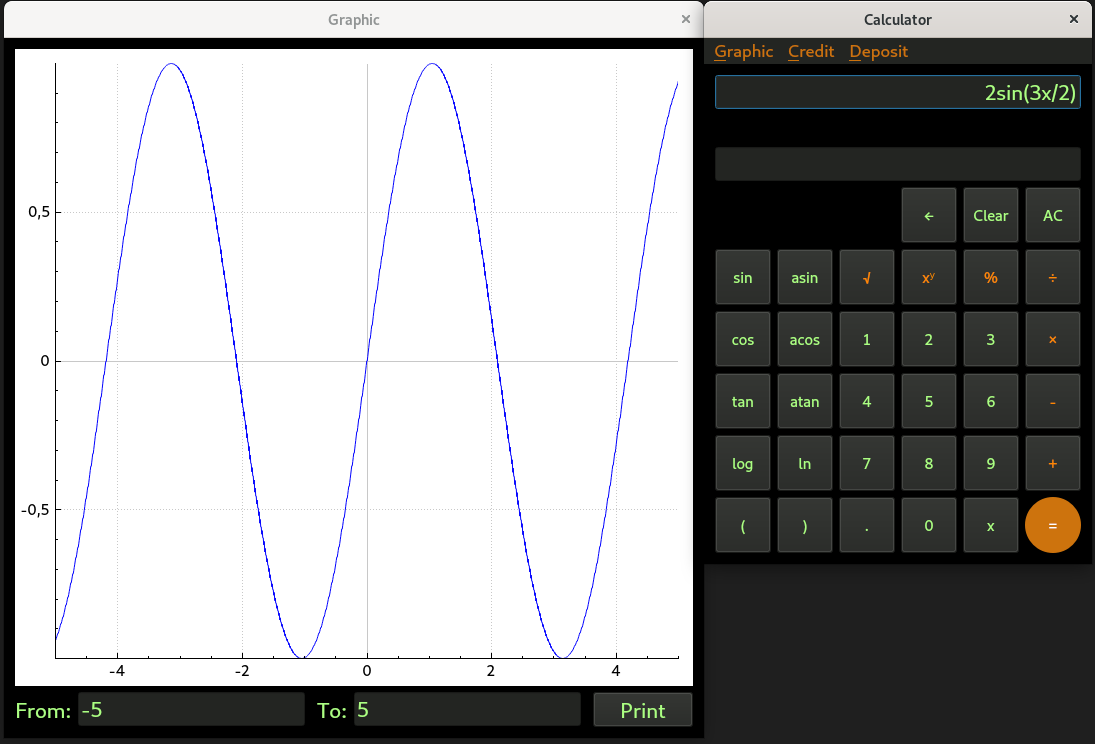 Graphic ×
0,5
0
-0,5
-4 -2 0 2 4
From: -5 To: 5 Print
Calculator ×
Graphic Credit Deposit
2sin(3x/2)
← Clear AC
sin asin √ xʸ % ÷
cos acos 1 2 3 ×
tan atan 4 5 6 -
log ln 7 8 9 +
( ) . 0 x =